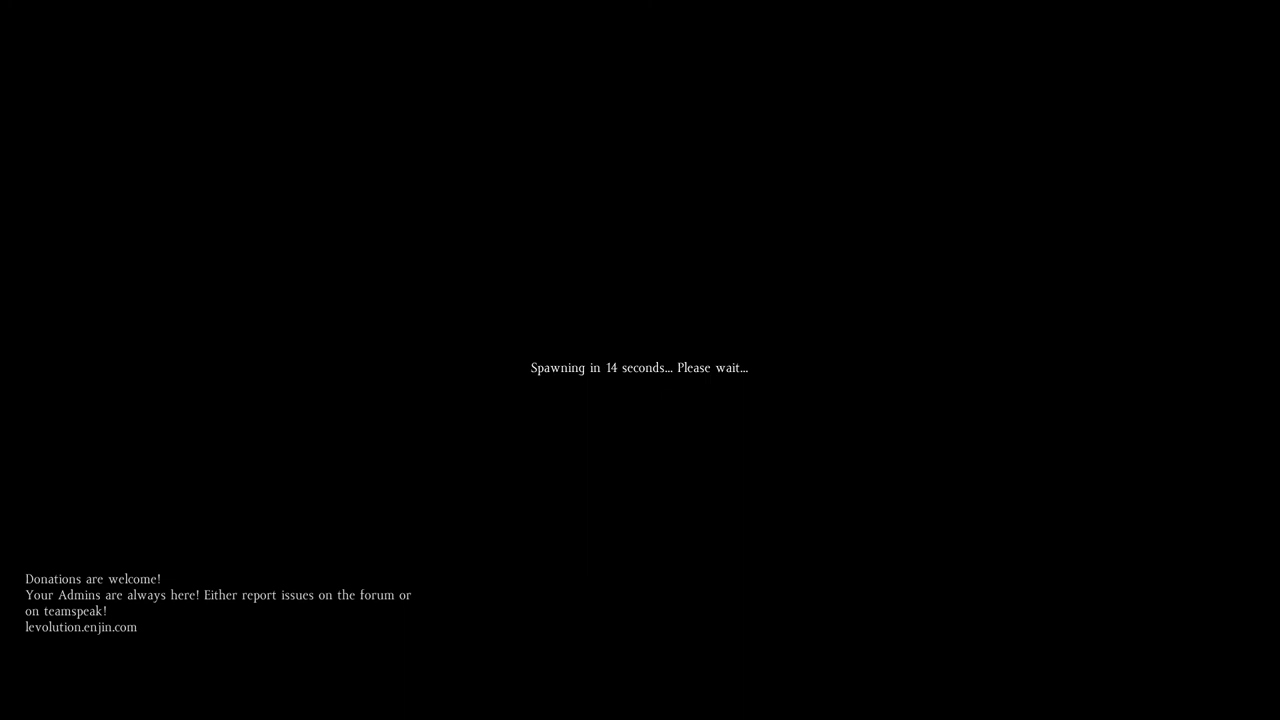 Spawning in 14 seconds... Please wait...
Donations are welcome!
Your Admins are always here! Either report issues on the forum or
on teamspeak!
levolution.enjin.com